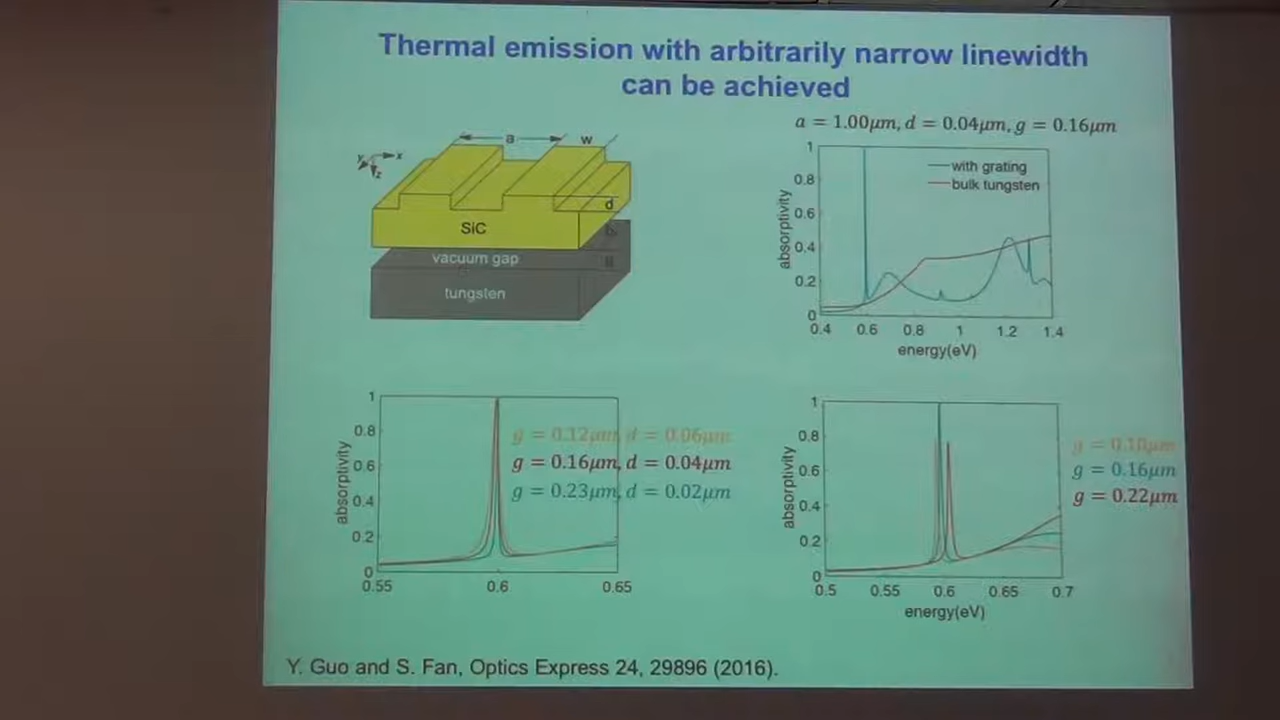 Thermal emission with arbitrarily narrow linewidth
can be achieved
a = 1.00μm, d = 0.04μm, g = 0.16μm
a
w
y
x
z
d
SiC
vacuum gap
g
tungsten
1
0.8
0.6
0.4
0.2
0
absorptivity
with grating
bulk tungsten
0.4 0.6 0.8 1 1.2 1.4
energy(eV)
1
0.8
0.6
0.4
0.2
0
absorptivity
g = 0.12μm, d = 0.06μm
g = 0.16μm, d = 0.04μm
g = 0.23μm, d = 0.02μm
0.55 0.6 0.65
1
0.8
0.6
0.4
0.2
0
absorptivity
g = 0.10μm
g = 0.16μm
g = 0.22μm
0.5 0.55 0.6 0.65 0.7
energy(eV)
Y. Guo and S. Fan, Optics Express 24, 29896 (2016).